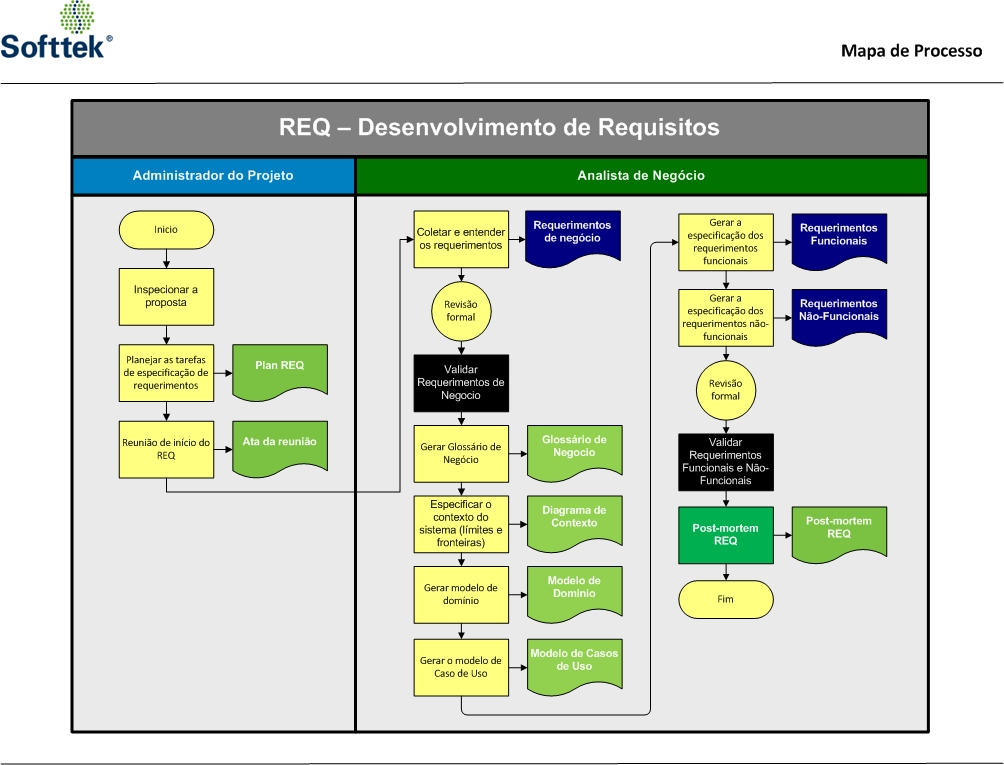 Softtek®
Mapa de Processo
REQ – Desenvolvimento de Requisitos
Administrador do Projeto
Analista de Negócio
Inicio
Inspecionar a
proposta
Planejar as tarefas
de especificação de
requerimentos
Plan REQ
Reunião de início do
REQ
Ata da reunião
Coletar e entender
os requerimentos
Requerimentos
de negócio
Revisão
formal
Validar
Requerimentos de
Negocio
Gerar Glossário de
Negócio
Glossário de
Negocio
Especificar o
contexto do
sistema (límites e
fronteiras)
Diagrama de
Contexto
Gerar modelo de
domínio
Modelo de
Dominio
Gerar o modelo de
Caso de Uso
Modelo de Casos
de Uso
Gerar a
especificação dos
requerimentos
funcionais
Requerimentos
Funcionais
Gerar a
especificação dos
requerimentos não-
funcionais
Requerimentos
Não-Funcionais
Revisão
formal
Validar
Requerimentos
Funcionais e Não-
Funcionais
Post-mortem
REQ
Post-mortem
REQ
Fim